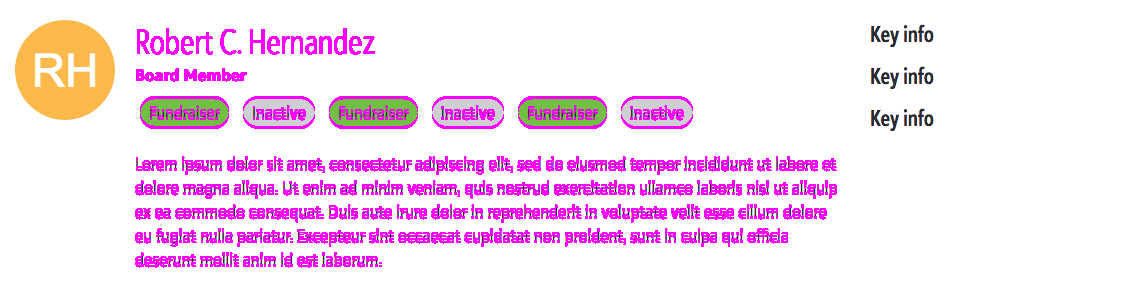 RH
Robert C. Hernandez
Board Member
Fundraiser Inactive Fundraiser Inactive Fundraiser Inactive
Lorem ipsum dolor sit amet, consectetur adipiscing elit, sed do eiusmod tempor incididunt ut labore et
dolore magna aliqua. Ut enim ad minim veniam, quis nostrud exercitation ullamco laboris nisi ut aliquip
ex ea commodo consequat. Duis aute irure dolor in reprehenderit in voluptate velit esse cillum dolore
eu fugiat nulla pariatur. Excepteur sint occaecat cupidatat non proident, sunt in culpa qui officia
deserunt mollit anim id est laborum.
Key info
Key info
Key info